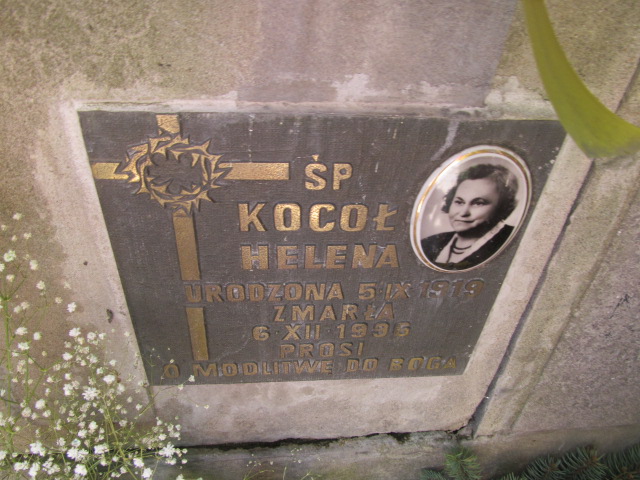 ŚP
KOCOŁ
HELENA
URODZONA 5 IX 1919
ZMARŁA
6·XII·1995
PROSI
O MODLITWĘ DO BOGA